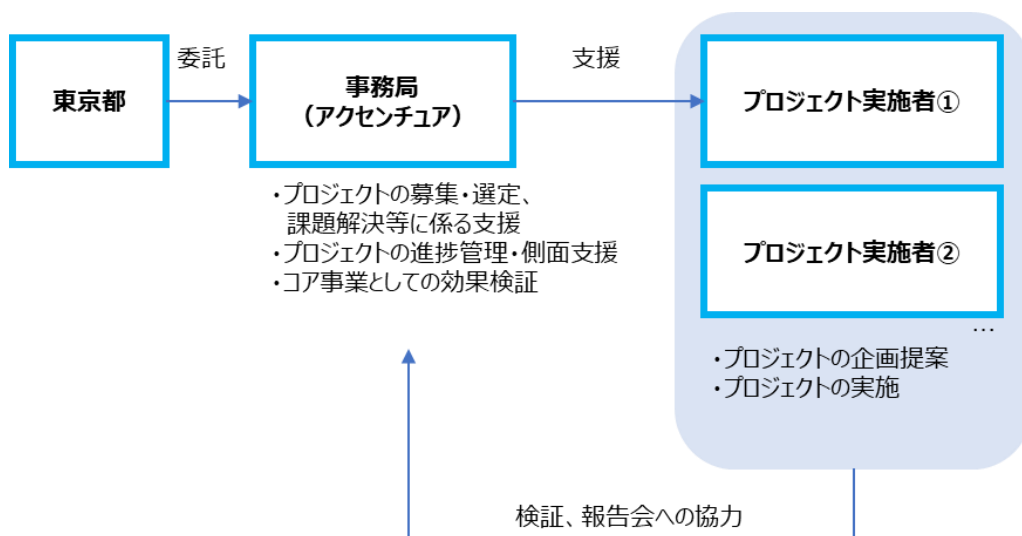 東京都
委託
事務局
（アクセンチュア）
支援
・プロジェクトの募集・選定、
課題解決等に係る支援
・プロジェクトの進捗管理・側面支援
・コア事業としての効果検証
プロジェクト実施者①
プロジェクト実施者②
…
・プロジェクトの企画提案
・プロジェクトの実施
検証、報告会への協力